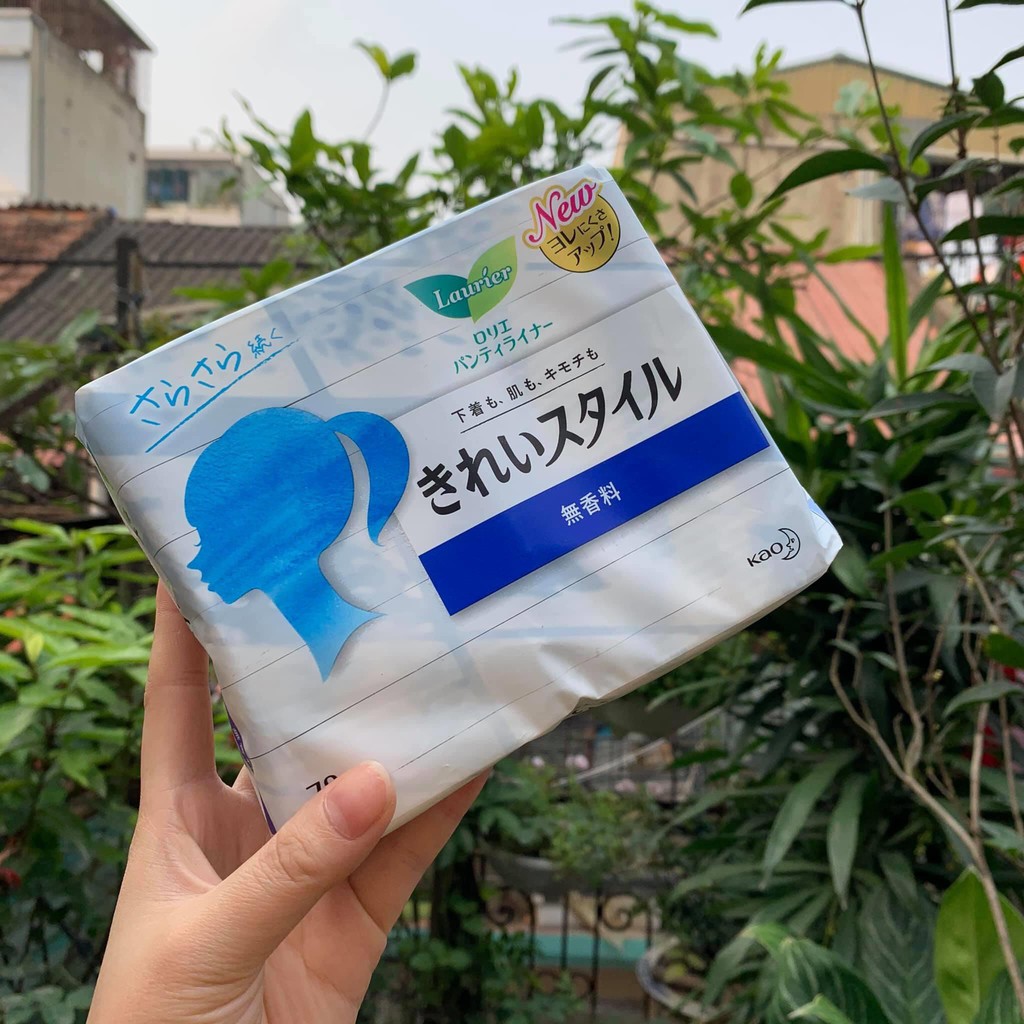 New
ヨレにくさ
アップ!
Laurier
ロリエ
パンティライナー
さらさら続く
下着も、肌も、キモチも
きれいスタイル
無香料
Kao